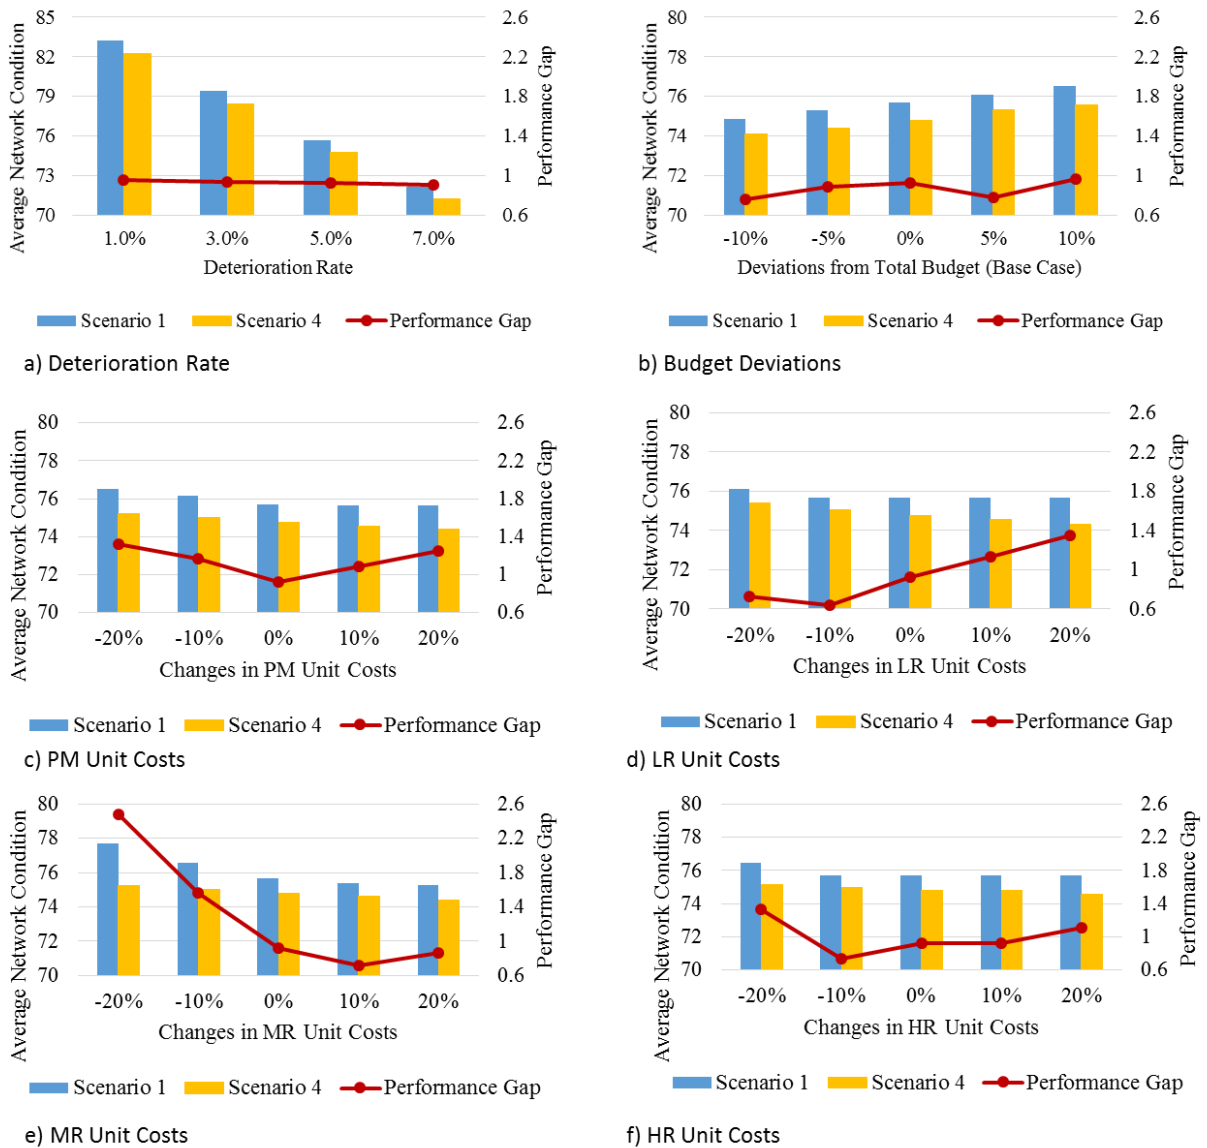 Average Network Condition
85
82
79
76
73
70
2.6
2.2
1.8
1.4
1
0.6
Performance Gap
1.0% 3.0% 5.0% 7.0%
Deterioration Rate
Scenario 1 Scenario 4 Performance Gap
a) Deterioration Rate
Average Network Condition
80
78
76
74
72
70
2.6
2.2
1.8
1.4
1
0.6
Performance Gap
-10% -5% 0% 5% 10%
Deviations from Total Budget (Base Case)
Scenario 1 Scenario 4 Performance Gap
b) Budget Deviations
Average Network Condition
80
78
76
74
72
70
2.6
2.2
1.8
1.4
1
0.6
Performance Gap
-20% -10% 0% 10% 20%
Changes in PM Unit Costs
Scenario 1 Scenario 4 Performance Gap
c) PM Unit Costs
Average Network Condition
80
78
76
74
72
70
2.6
2.2
1.8
1.4
1
0.6
Performance Gap
-20% -10% 0% 10% 20%
Changes in LR Unit Costs
Scenario 1 Scenario 4 Performance Gap
d) LR Unit Costs
Average Network Condition
80
78
76
74
72
70
2.6
2.2
1.8
1.4
1
0.6
Performance Gap
-20% -10% 0% 10% 20%
Changes in MR Unit Costs
Scenario 1 Scenario 4 Performance Gap
e) MR Unit Costs
Average Network Condition
80
78
76
74
72
70
2.6
2.2
1.8
1.4
1
0.6
Performance Gap
-20% -10% 0% 10% 20%
Changes in HR Unit Costs
Scenario 1 Scenario 4 Performance Gap
f) HR Unit Costs